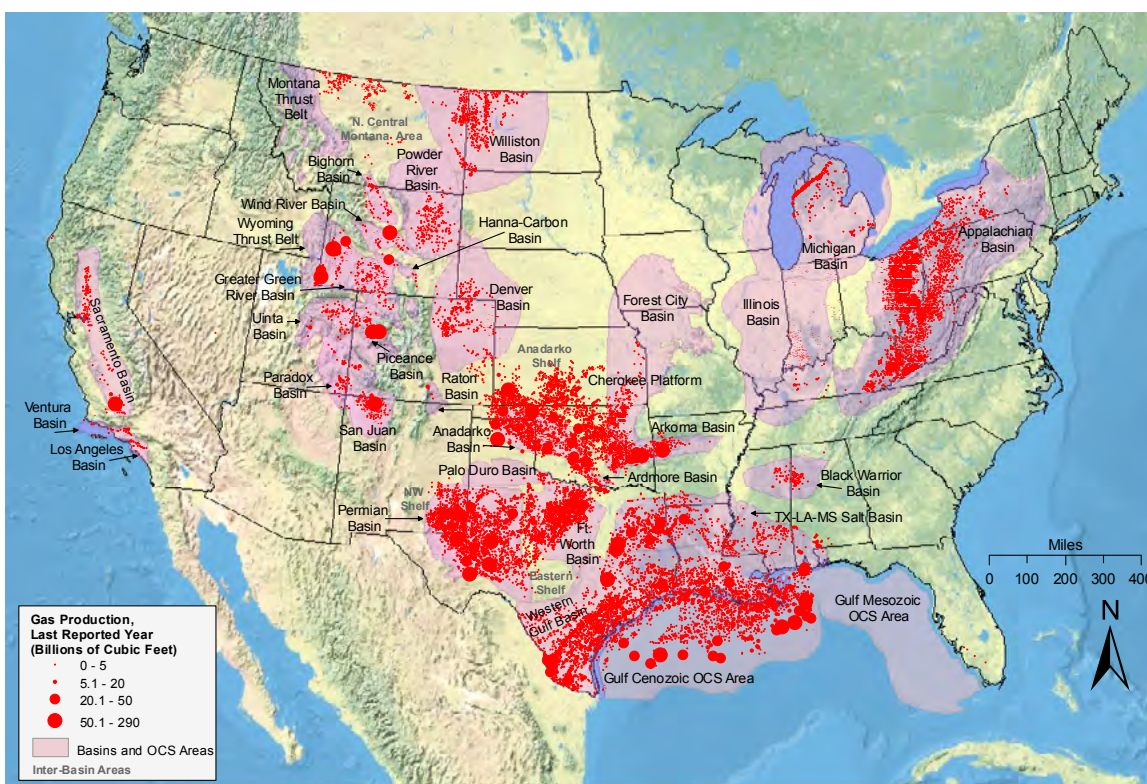 Montana
Thrust Belt
N. Central
Montana Area
Williston
Basin
Bighorn
Basin
Powder
River
Basin
Wind River Basin
Wyoming
Thrust Belt
Hanna-Carbon
Basin
Greater Green
River Basin
Uinta
Basin
Denver
Basin
Piceance
Basin
Paradox
Basin
San Juan
Basin
Raton
Basin
Sacramento Basin
Ventura
Basin
Los Angeles
Basin
Forest City
Basin
Illinois
Basin
Michigan
Basin
Appalachian
Basin
Anadarko
Shelf
Cherokee Platform
Anadarko
Basin
Arkoma Basin
Ardmore Basin
Palo Duro Basin
NW
Shelf
Permian
Basin
Ft.
Worth
Basin
Eastern
Shelf
Black Warrior
Basin
TX-LA-MS Salt Basin
Western
Gulf Basin
Gulf Cenozoic OCS Area
Gulf Mesozoic
OCS Area
Miles
0 100 200 300 400
N
Gas Production,
Last Reported Year
(Billions of Cubic Feet)
0 - 5
5.1 - 20
20.1 - 50
50.1 - 290
Basins and OCS Areas
Inter-Basin Areas